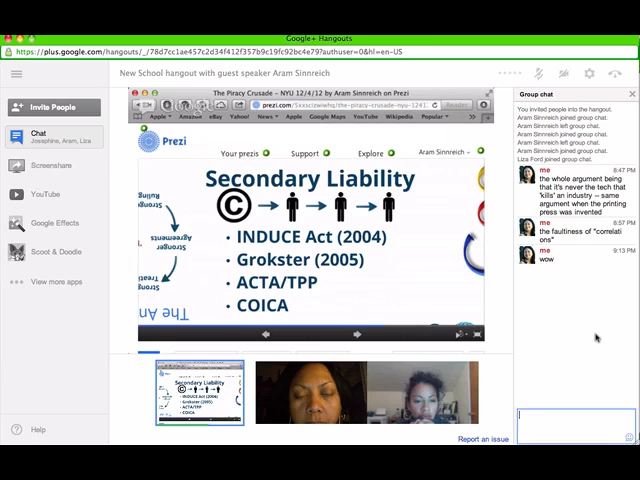 Google+ Hangouts
https://plus.google.com/hangouts/_/78d7cc1ae457c2d34f412f357b9c19fc92bc4e79?authuser=0&hl=en-US
New School hangout with guest speaker Aram Sinnreich
Invite People
Chat
Josephine, Aram, Liza
Screenshare
YouTube
Google Effects
Scoot & Doodle
View more apps
Help
The Piracy Crusade - NYU 12/4/12 by Aram Sinnreich on Prezi
Reader
Apple Amazon eBay Yahoo! News Google Maps YouTube Wikipedia Popular
Prezi
Your prezis Support Explore Aram Sinnreich
Secondary Liability
©
• INDUCE Act (2004)
• Grokster (2005)
• ACTA/TPP
• COICA
Stronger
Agreements
Stronger
The An
Prezi
Secondary Liability
©
• INDUCE Act (2004)
• Grokster (2005)
• ACTA/TPP
• COICA
Report an issue
Group chat
You invited people into the hangout.
Aram Sinnreich joined group chat.
Aram Sinnreich left group chat.
Aram Sinnreich joined group chat.
Aram Sinnreich left group chat.
Aram Sinnreich joined group chat.
Liza Ford joined group chat.
me 8:47 PM
the whole argument being
that it's never the tech that
'kills' an industry -- same
argument when the printing
press was invented
me 8:57 PM
the faultiness of "correlati
ons"
me 9:13 PM
wow